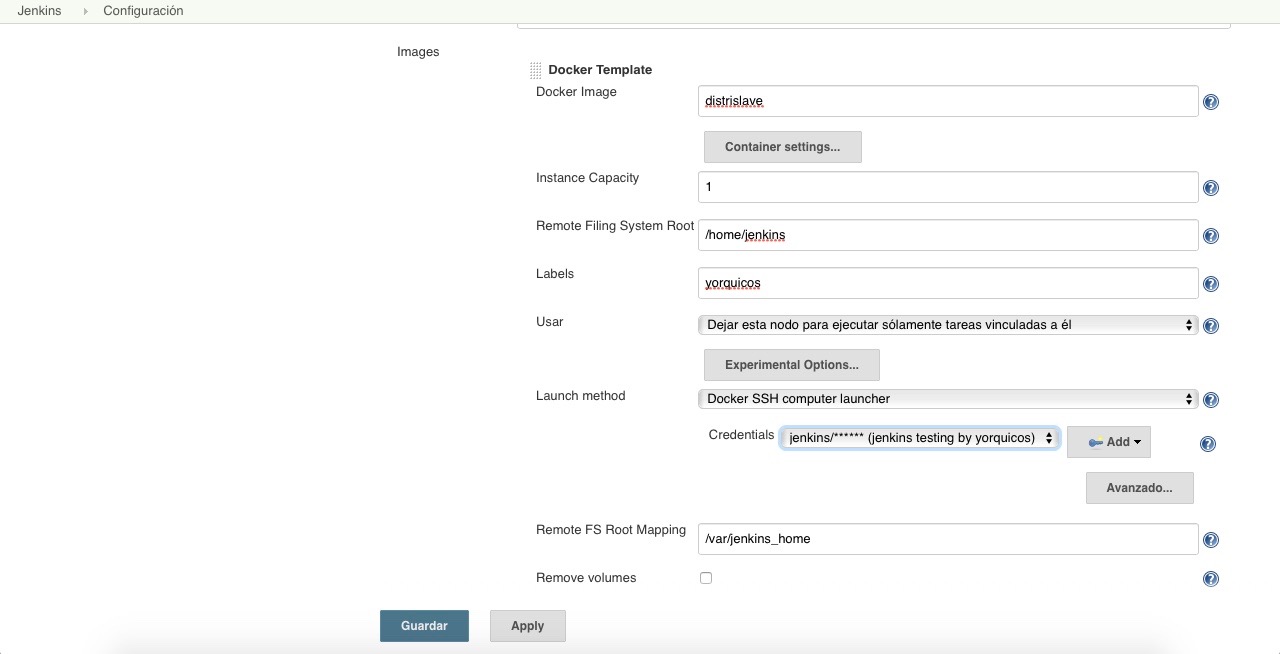 Jenkins Configuración
Images
Docker Template
Docker Image distrislave
Container settings...
Instance Capacity 1
Remote Filing System Root /home/jenkins
Labels yorquicos
Usar Dejar esta nodo para ejecutar sólamente tareas vinculadas a él
Experimental Options...
Launch method Docker SSH computer launcher
Credentials jenkins/****** (jenkins testing by yorquicos) Add
Avanzado...
Remote FS Root Mapping /var/jenkins_home
Remove volumes
Guardar Apply